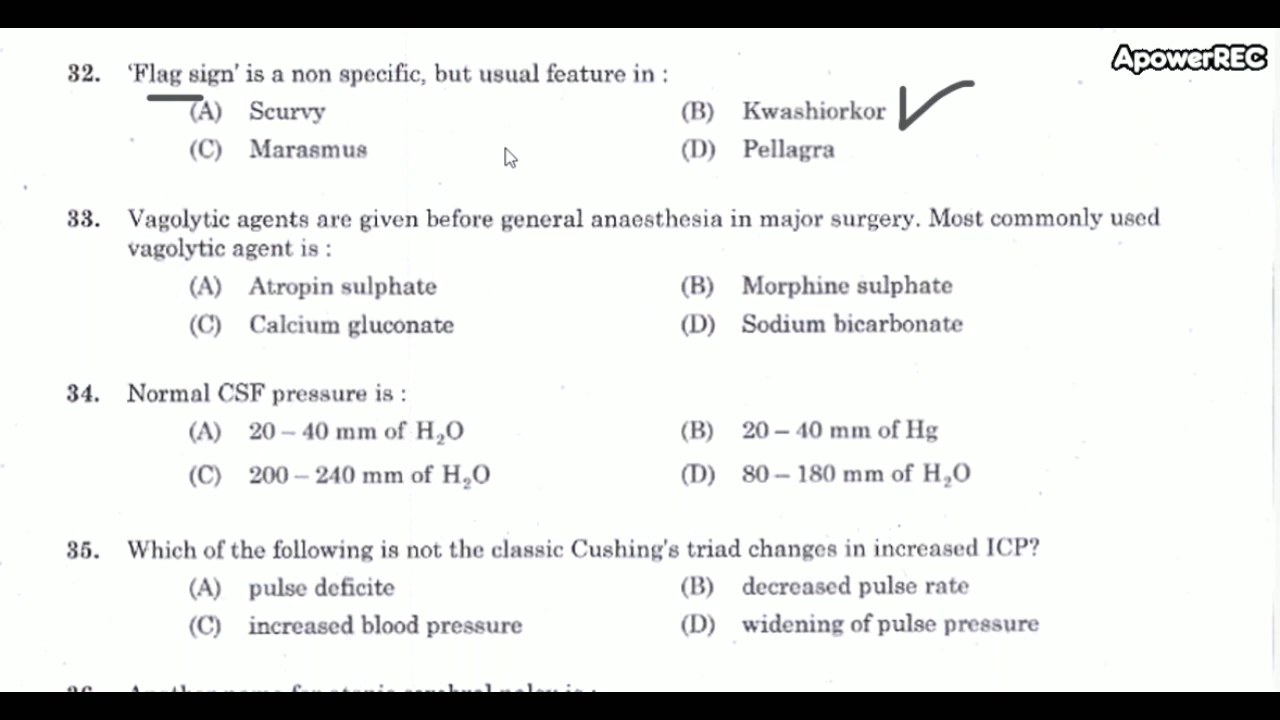 ApowerREC
32. 'Flag sign' is a non specific, but usual feature in :
(A) Scurvy (B) Kwashiorkor
(C) Marasmus (D) Pellagra
33. Vagolytic agents are given before general anaesthesia in major surgery. Most commonly used
vagolytic agent is :
(A) Atropin sulphate (B) Morphine sulphate
(C) Calcium gluconate (D) Sodium bicarbonate
34. Normal CSF pressure is :
(A) 20 – 40 mm of H₂O (B) 20 – 40 mm of Hg
(C) 200 – 240 mm of H₂O (D) 80 – 180 mm of H₂O
35. Which of the following is not the classic Cushing's triad changes in increased ICP?
(A) pulse deficite (B) decreased pulse rate
(C) increased blood pressure (D) widening of pulse pressure